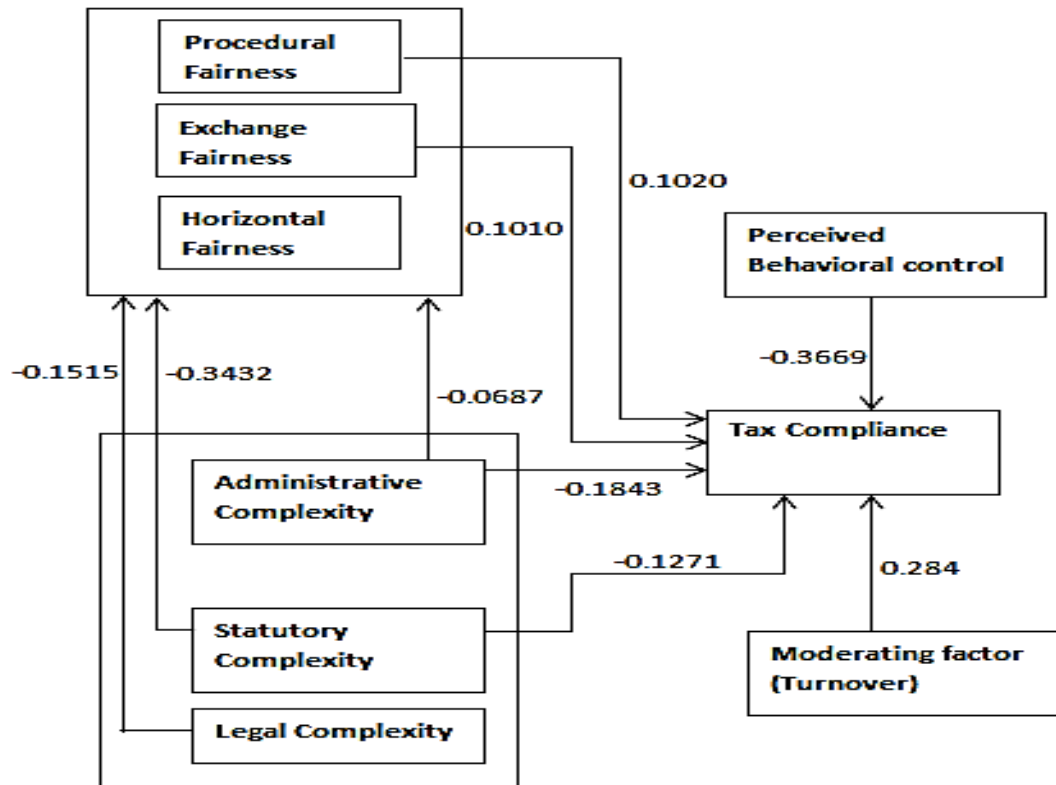 Procedural
Fairness
Exchange
Fairness
Horizontal
Fairness
0.1020
0.1010
Perceived
Behavioral control
-0.1515
-0.3432
-0.0687
-0.3669
Tax Compliance
Administrative
Complexity
-0.1843
-0.1271
0.284
Statutory
Complexity
Moderating factor
(Turnover)
Legal Complexity